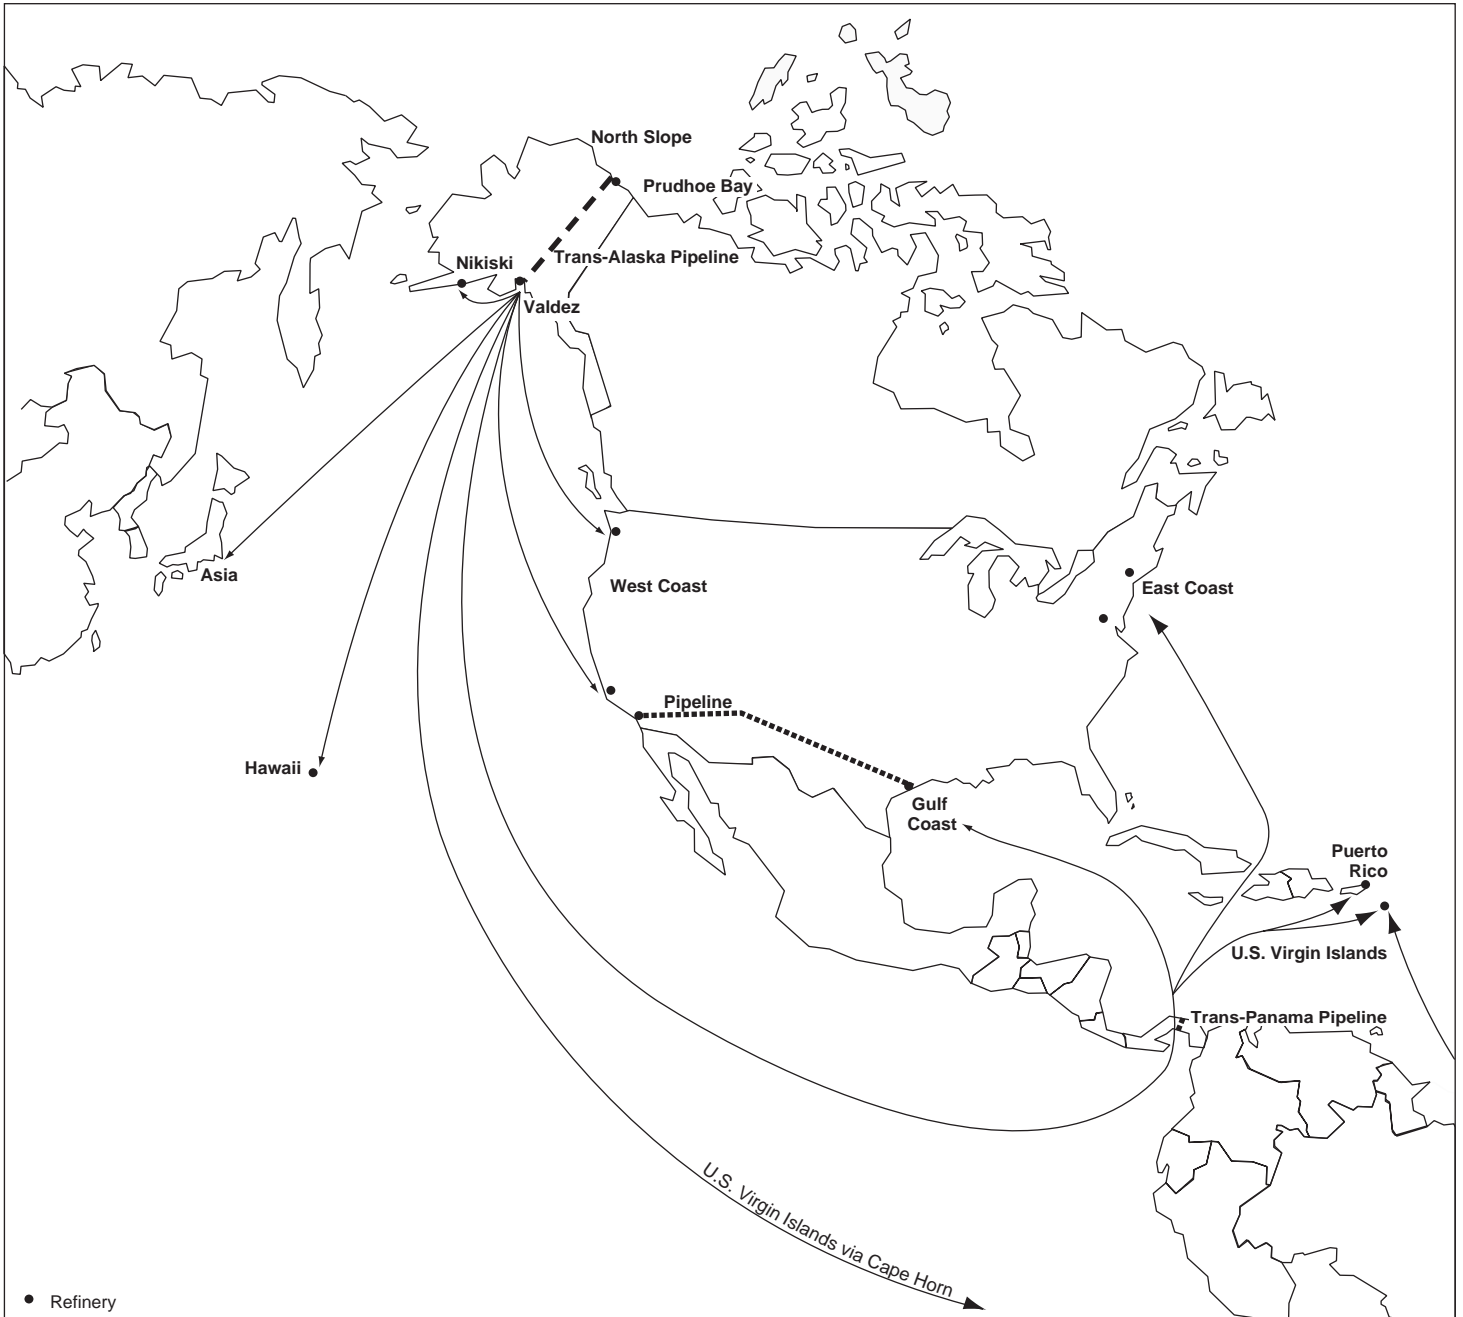 North Slope
Prudhoe Bay
Trans-Alaska Pipeline
Nikiski
Valdez
Asia
West Coast
East Coast
Pipeline
Hawaii
Gulf
Coast
Puerto
Rico
U.S. Virgin Islands
Trans-Panama Pipeline
U.S. Virgin Islands via Cape Horn
Refinery